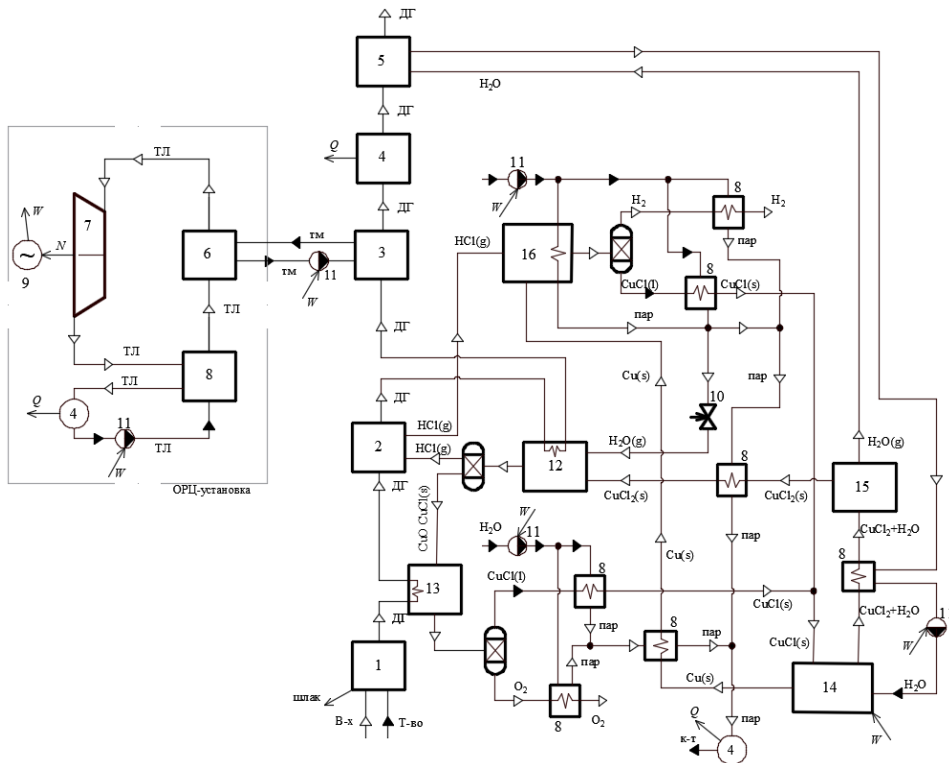 ДГ
5
H₂O
ДГ
Q
4
ТЛ
11
8
H₂
H₂
W
ДГ
W
7
16
HCl(g)
пар
N
6
тм
3
~
тм
11
8
9
W
CuCl(l)
CuCl(s)
ТЛ
ДГ
пар
ТЛ
8
Cu(s)
пар
ТЛ
10
Q
4
ДГ
11
HCl(g)
H₂O(g)
H₂O(g)
ТЛ
2
HCl(g)
12
8
15
W
CuCl₂(s)
CuCl₂(s)
ОРЦ-установка
ДГ
CuO CuCl(s)
W
CuCl₂+H₂O
H₂O
11
Cu(s)
пар
8
8
13
CuCl(l)
CuCl(s)
CuCl₂+H₂O
1
ДГ
пар
8
пар
CuCl(s)
W
1
пар
Cu(s)
14
H₂O
шлак
O₂
Q
пар
В-х
Т-во
8
O₂
к-т
4
W